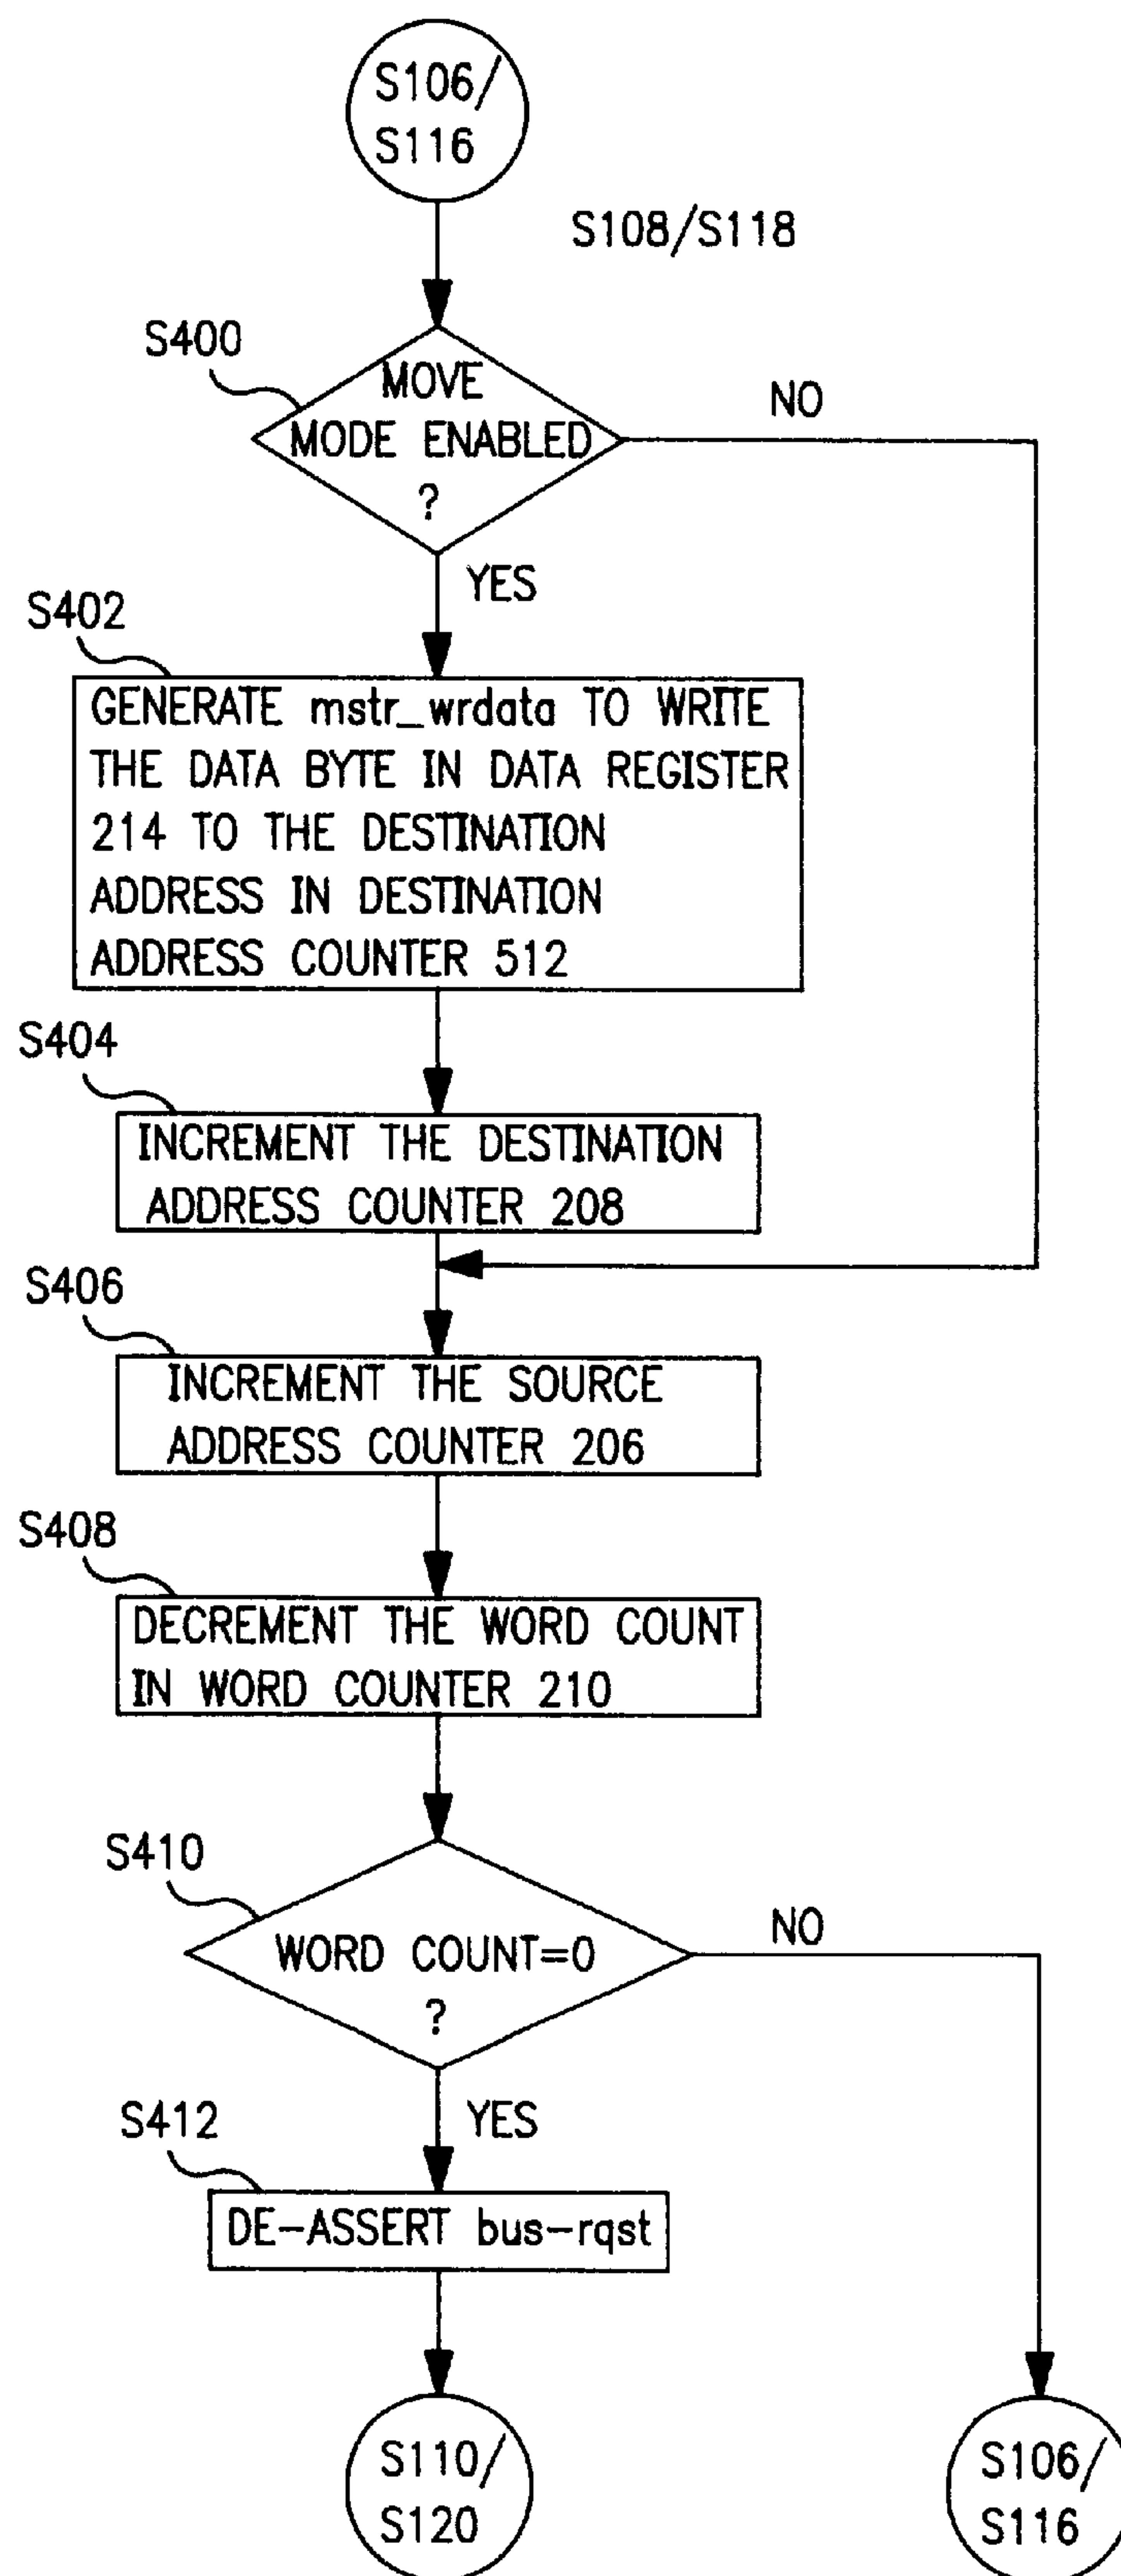 S106/
S116
S108/S118
S400
MOVE
MODE ENABLED
?
NO
YES
S402
GENERATE mstr_wrdata TO WRITE
THE DATA BYTE IN DATA REGISTER
214 TO THE DESTINATION
ADDRESS IN DESTINATION
ADDRESS COUNTER 512
S404
INCREMENT THE DESTINATION
ADDRESS COUNTER 208
S406
INCREMENT THE SOURCE
ADDRESS COUNTER 206
S408
DECREMENT THE WORD COUNT
IN WORD COUNTER 210
S410
WORD COUNT=0
?
NO
YES
S412
DE-ASSERT bus-rqst
S110/
S120
S106/
S116